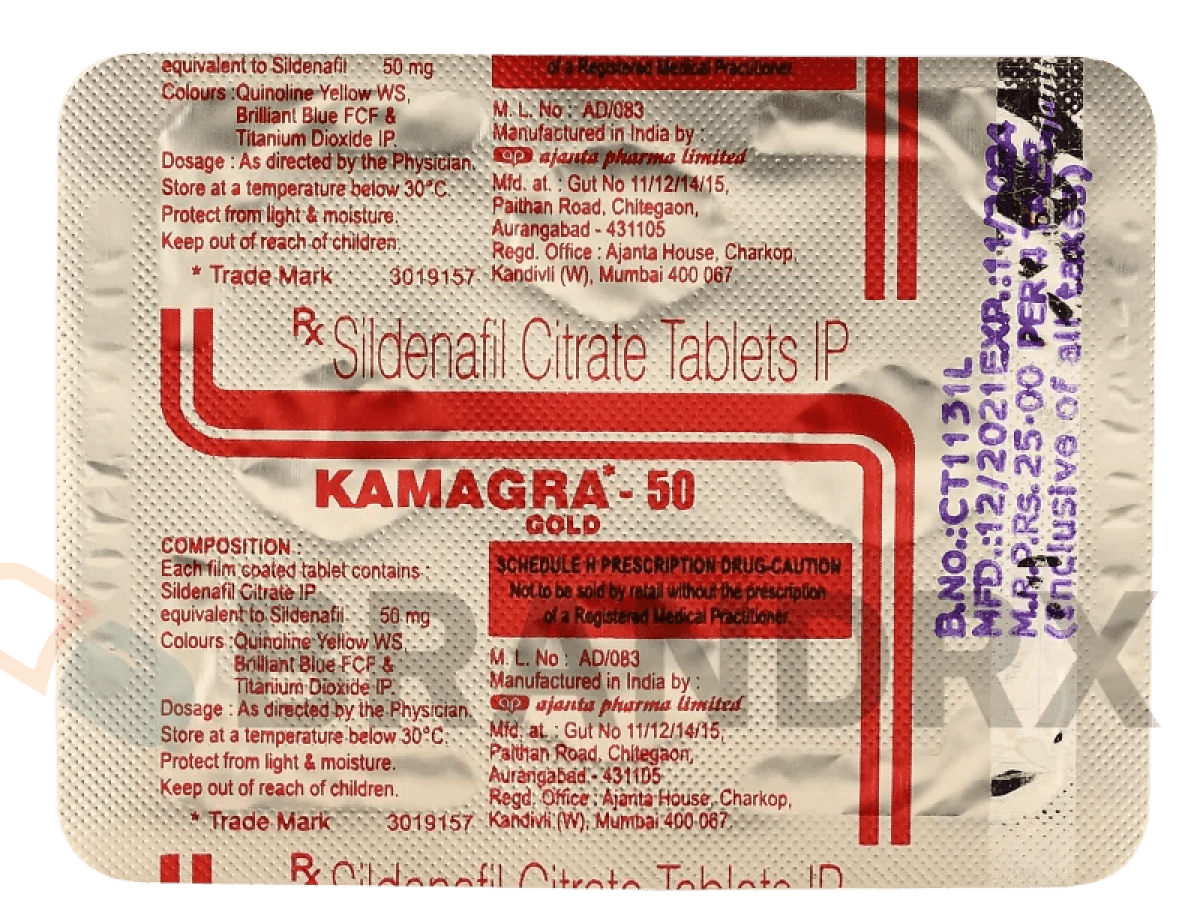 equivalent to Sildenafil 50 mg
Colours : Quinoline Yellow WS,
Brilliant Blue FCF &
Titanium Dioxide IP.
Dosage : As directed by the Physician.
Store at a temperature below 30°C.
Protect from light & moisture.
Keep out of reach of children.
* Trade Mark 3019157
of a Registered Medical Practitioner
M. L. No : AD/083
Manufactured in India by :
ap ajanta pharma limited
Mfd. at. : Gut No 11/12/14/15,
Paithan Road, Chitegaon,
Aurangabad - 431105
Regd. Office : Ajanta House, Charkop,
Kandivli (W), Mumbai 400 067
Rx Sildenafil Citrate Tablets IP
KAMAGRA* - 50
GOLD
COMPOSITION :
Each film coated tablet contains :
Sildenafil Citrate IP
equivalent to Sildenafil 50 mg
Colours : Quinoline Yellow WS,
Brilliant Blue FCF &
Titanium Dioxide IP.
Dosage : As directed by the Physician.
Store at a temperature below 30°C.
Protect from light & moisture.
Keep out of reach of children.
* Trade Mark 3019157
SCHEDULE H PRESCRIPTION DRUG-CAUTION
Not to be sold by retail without the prescription
of a Registered Medical Practitioner
M. L. No : AD/083
Manufactured in India by :
ap ajanta pharma limited
Mfd. at. : Gut No 11/12/14/15,
Paithan Road, Chitegaon,
Aurangabad - 431105
Regd. Office : Ajanta House, Charkop,
Kandivli (W), Mumbai 400 067.
Rx Sildenafil Citrate Tablets IP
B.NO.:CT1131L
MFD.:12/2021 EXP.:11/2024
M.R.P.Rs.25.00 PER 4
(Inclusive of all taxes)
BRANDRX